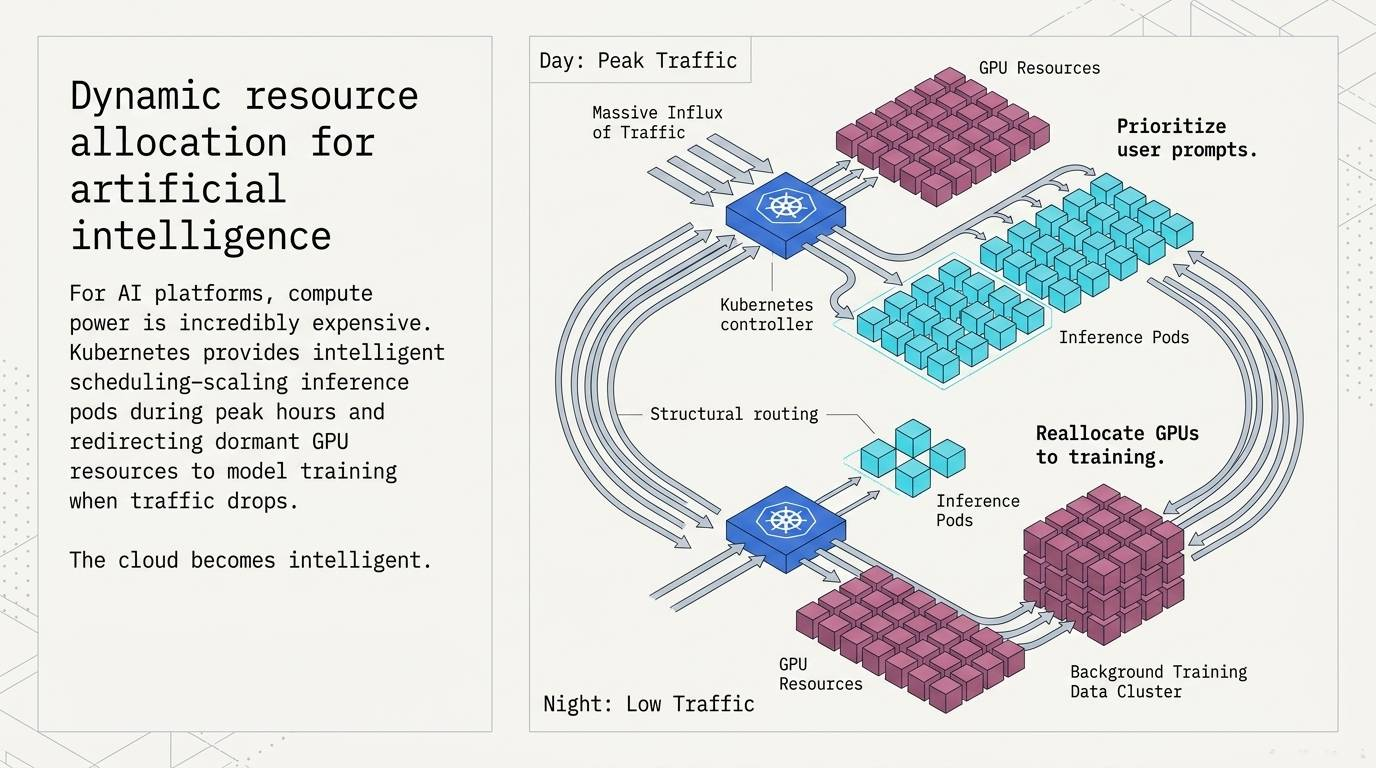 Dynamic resource
allocation for
artificial
intelligence
For AI platforms, compute
power is incredibly expensive.
Kubernetes provides intelligent
scheduling—scaling inference
pods during peak hours and
redirecting dormant GPU
resources to model training
when traffic drops.
The cloud becomes intelligent.
Day: Peak Traffic
GPU Resources
Massive Influx
of Traffic
Prioritize
user prompts.
Kubernetes
controller
Inference Pods
Structural routing
Reallocate GPUs
to training.
Inference
Pods
GPU
Resources
Background Training
Data Cluster
Night: Low Traffic